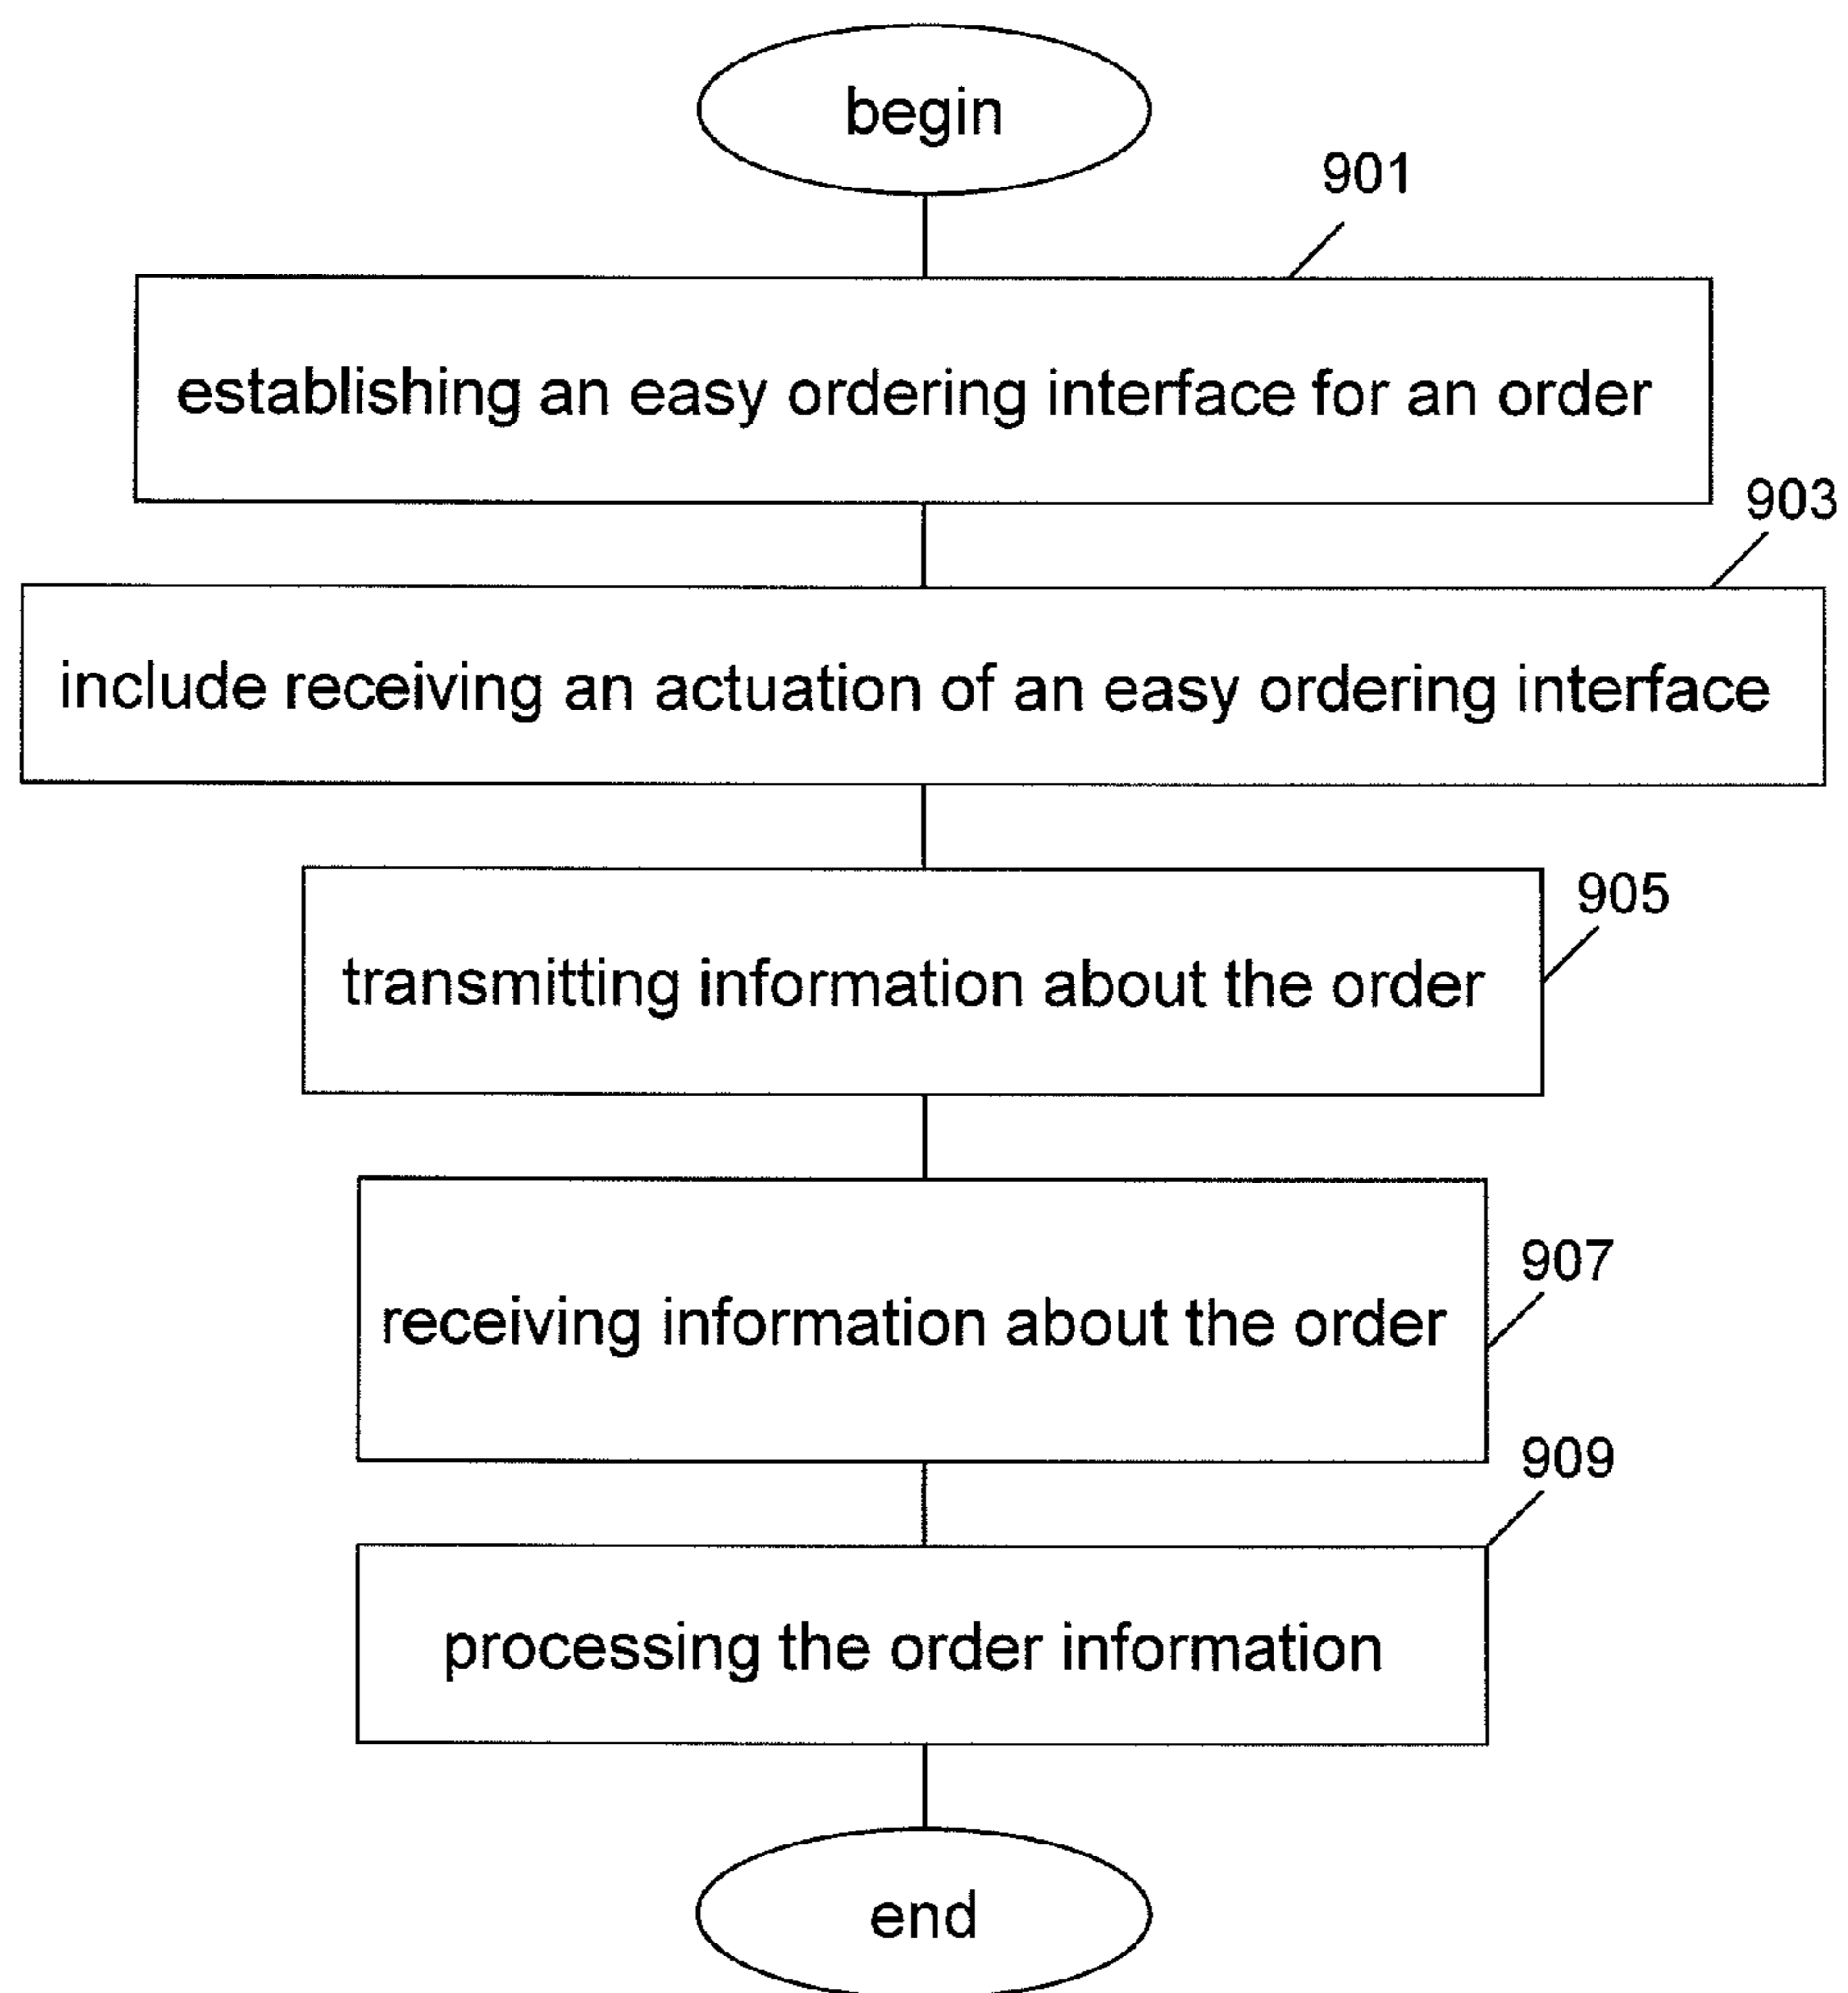 begin
901
establishing an easy ordering interface for an order
903
include receiving an actuation of an easy ordering interface
905
transmitting information about the order
907
receiving information about the order
909
processing the order information
end